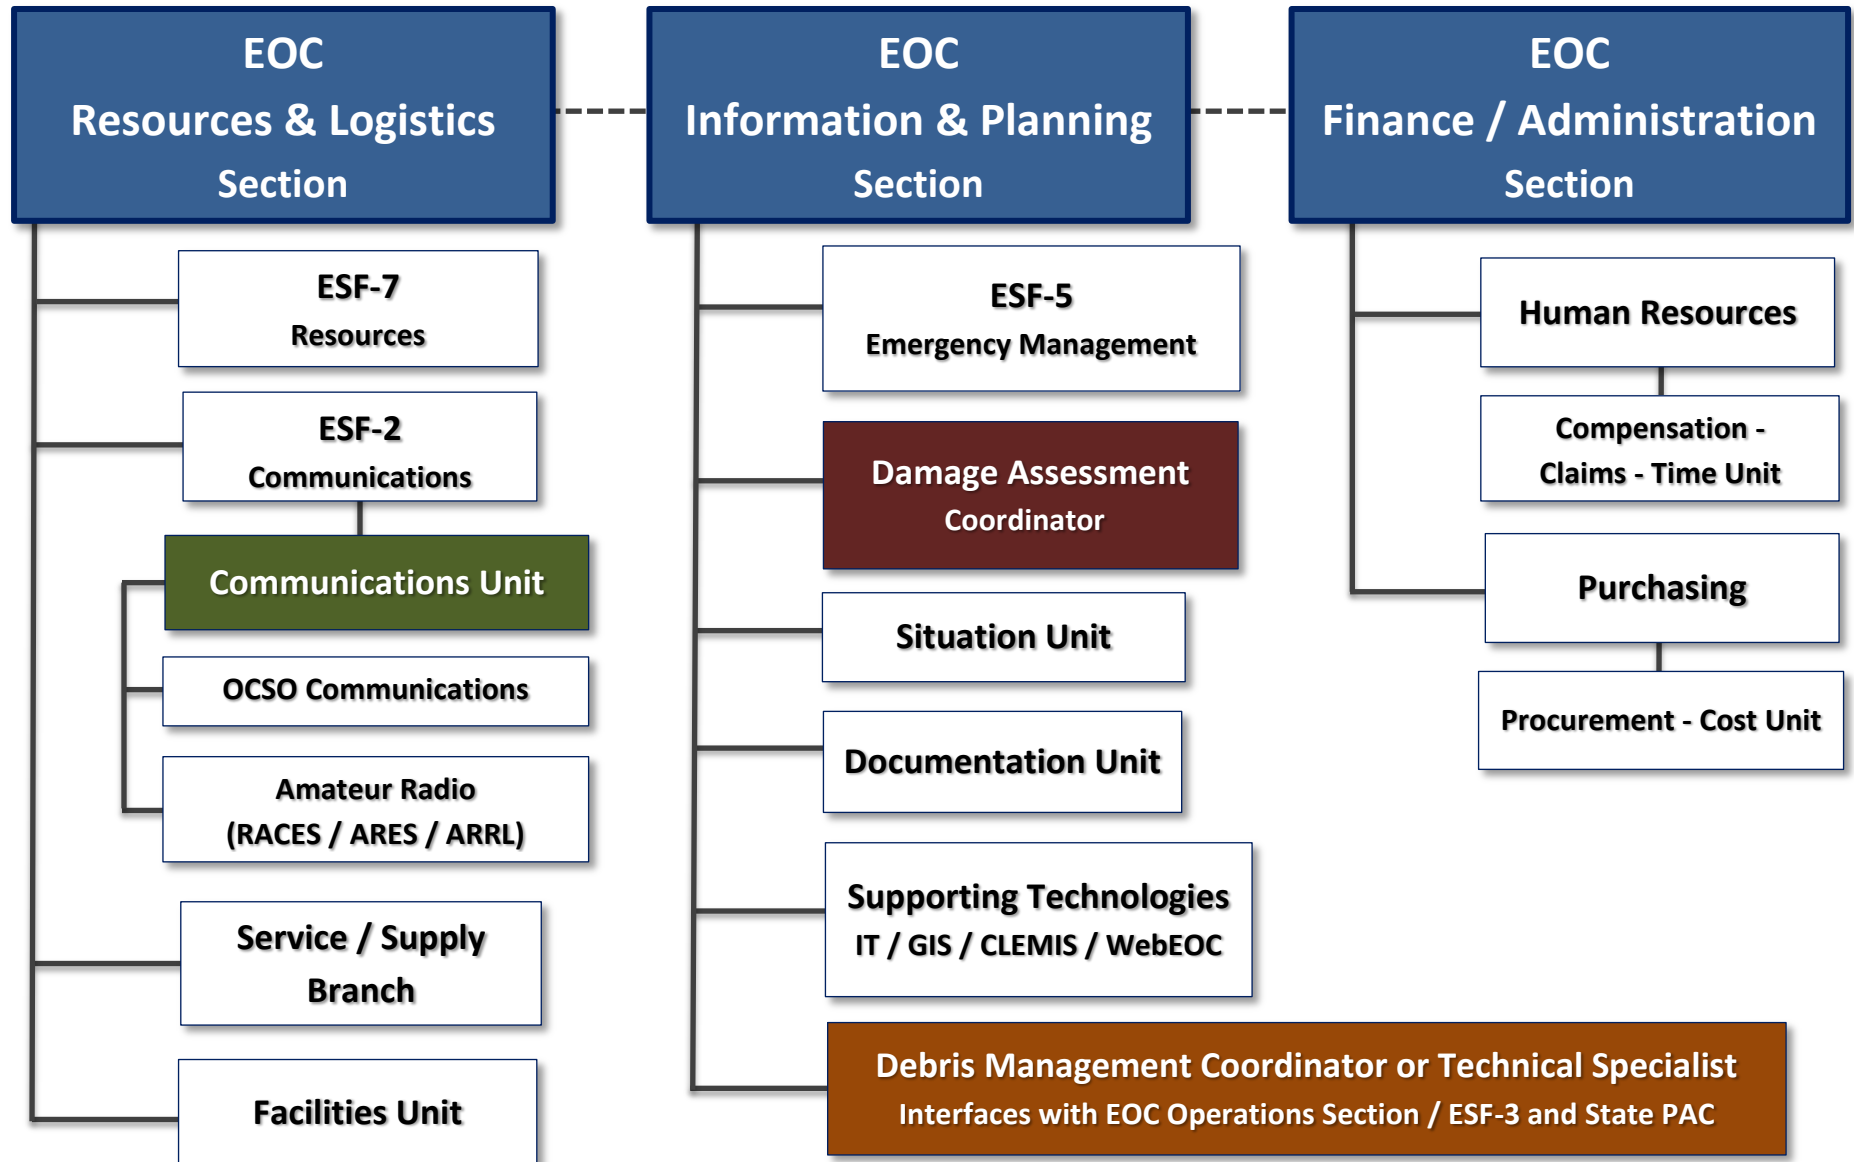 EOC
Resources & Logistics
Section
ESF-7
Resources
ESF-2
Communications
Communications Unit
OCSO Communications
Amateur Radio
(RACES / ARES / ARRL)
Service / Supply
Branch
Facilities Unit
EOC
Information & Planning
Section
ESF-5
Emergency Management
Damage Assessment
Coordinator
Situation Unit
Documentation Unit
Supporting Technologies
IT / GIS / CLEMIS / WebEOC
Debris Management Coordinator or Technical Specialist
Interfaces with EOC Operations Section / ESF-3 and State PAC
EOC
Finance / Administration
Section
Human Resources
Compensation -
Claims - Time Unit
Purchasing
Procurement - Cost Unit